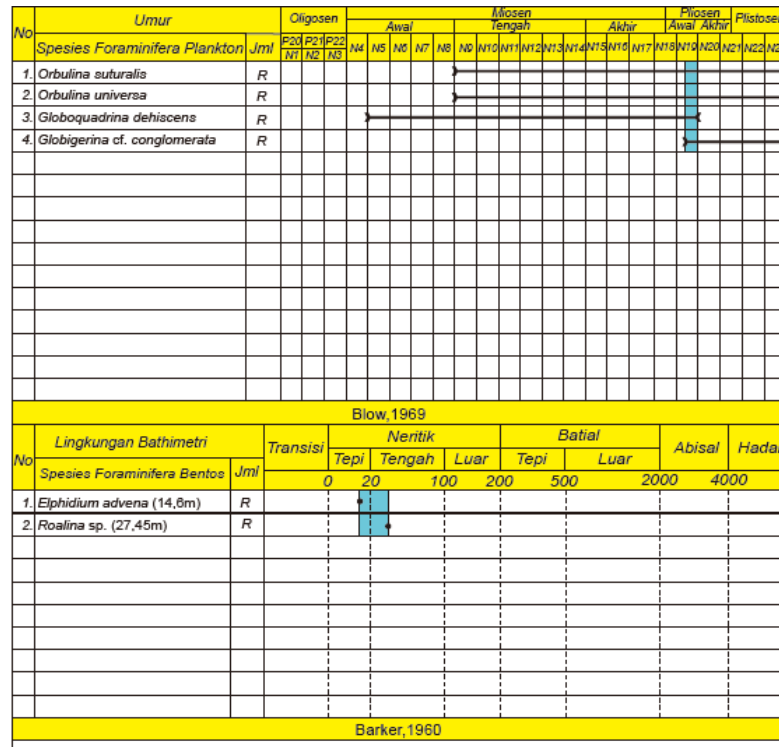 No Umur Oligosen Miosen Pliosen Plistosen
Awal Tengah Akhir Awal Akhir
Spesies Foraminifera Plankton Jml P20 P21 P22 N4 N5 N6 N7 N8 N9 N10 N11 N12 N13 N14 N15 N16 N17 N18 N19 N20 N21 N22
N1 N2 N3
1. Orbulina suturalis R
2. Orbulina universa R
3. Globoquadrina dehiscens R
4. Globigerina cf. conglomerata R
Blow,1969
No Lingkungan Bathimetri Transisi Neritik Batial Abisal Hadal
Spesies Foraminifera Bentos Jml Tepi Tengah Luar Tepi Luar
0 20 100 200 500 2000 4000
1. Elphidium advena (14,6m) R
2. Roalina sp. (27,45m) R
Barker,1960